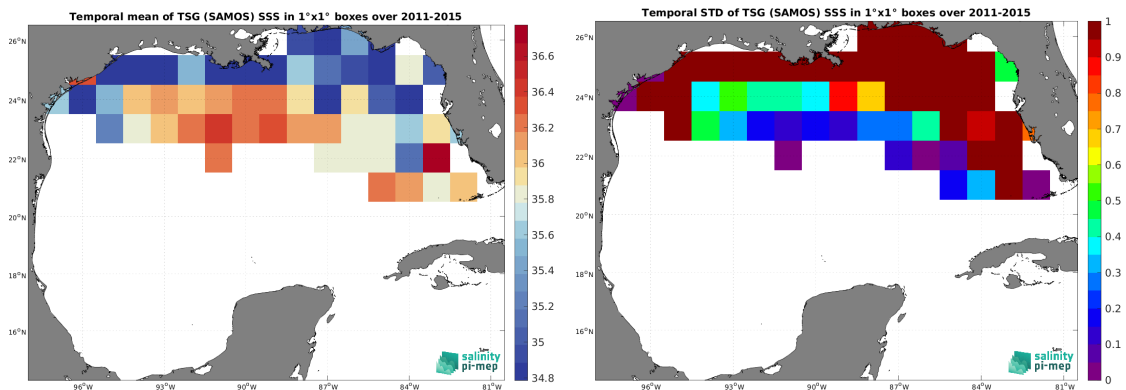 Temporal mean of TSG (SAMOS) SSS in 1°x1° boxes over 2011-2015
26°N
24°N
22°N
20°N
18°N
16°N
96°W 93°W 90°W 87°W 84°W 81°W
36.6
36.4
36.2
36
35.8
35.6
35.4
35.2
35
34.8
salinity
pi-mep
Temporal STD of TSG (SAMOS) SSS in 1°x1° boxes over 2011-2015
26°N
24°N
22°N
20°N
18°N
16°N
96°W 93°W 90°W 87°W 84°W 81°W
1
0.9
0.8
0.7
0.6
0.5
0.4
0.3
0.2
0.1
0
salinity
pi-mep